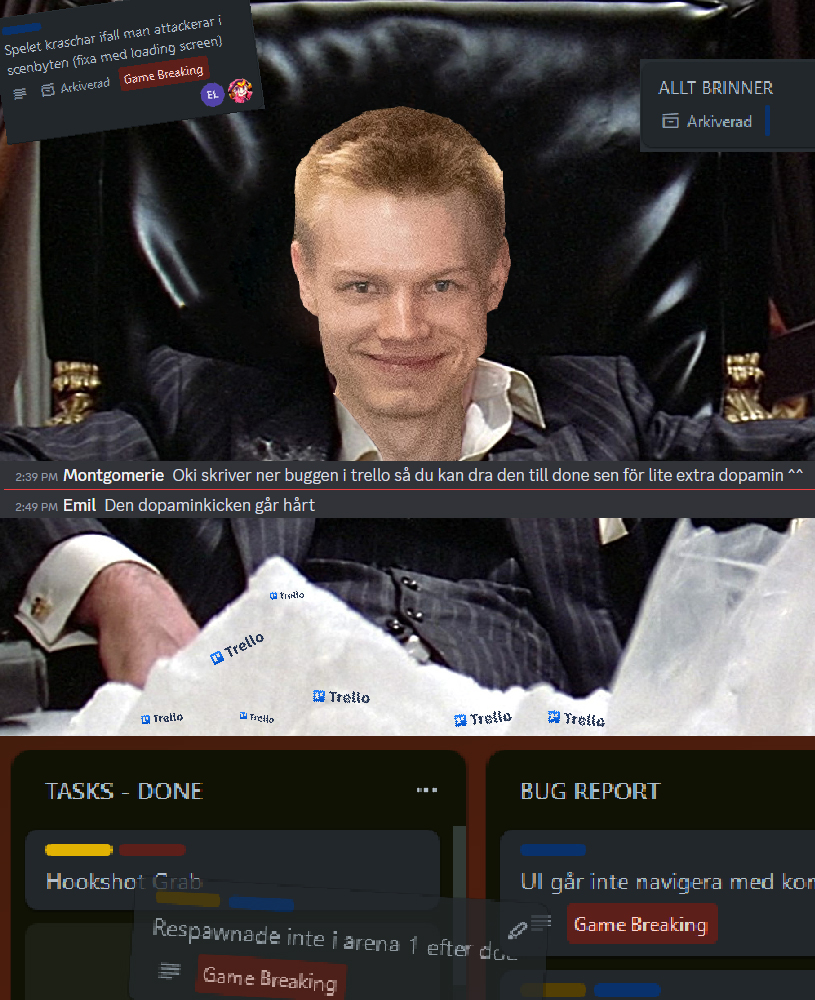 Spelet kraschar ifall man attackerar i
scenbyten (fixa med loading screen)
Arkiverad Game Breaking
EL
ALLT BRINNER
Arkiverad
2:39 PM Montgomerie Oki skriver ner buggen i trello så du kan dra den till done sen för lite extra dopamin ^^
2:49 PM Emil Den dopaminkicken går hårt
Trello
Trello
Trello
Trello
Trello
Trello
Trello
TASKS - DONE
BUG REPORT
Hookshot Grab
UI går inte navigera med kon
Game Breaking
Respawnade inte i arena 1 efter
Game Breaking